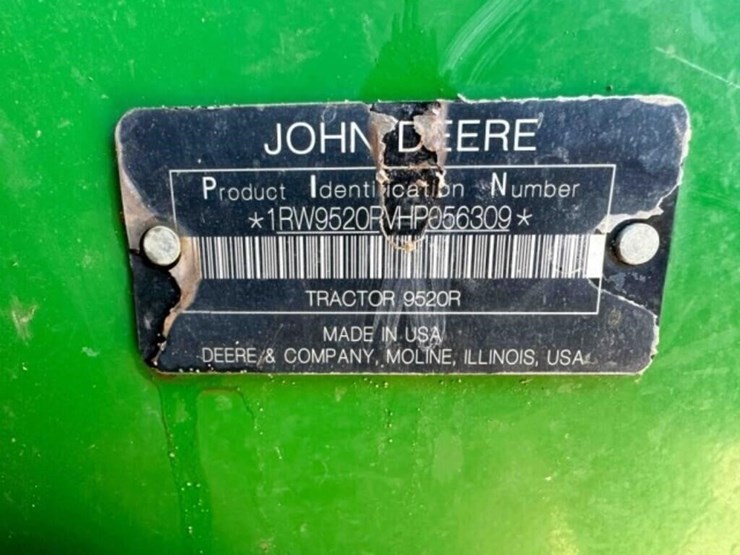 JOHN DEERE
Product Identification Number
*1RW9520RVHP056309*
TRACTOR 9520R
MADE IN USA
DEERE & COMPANY, MOLINE, ILLINOIS, USA